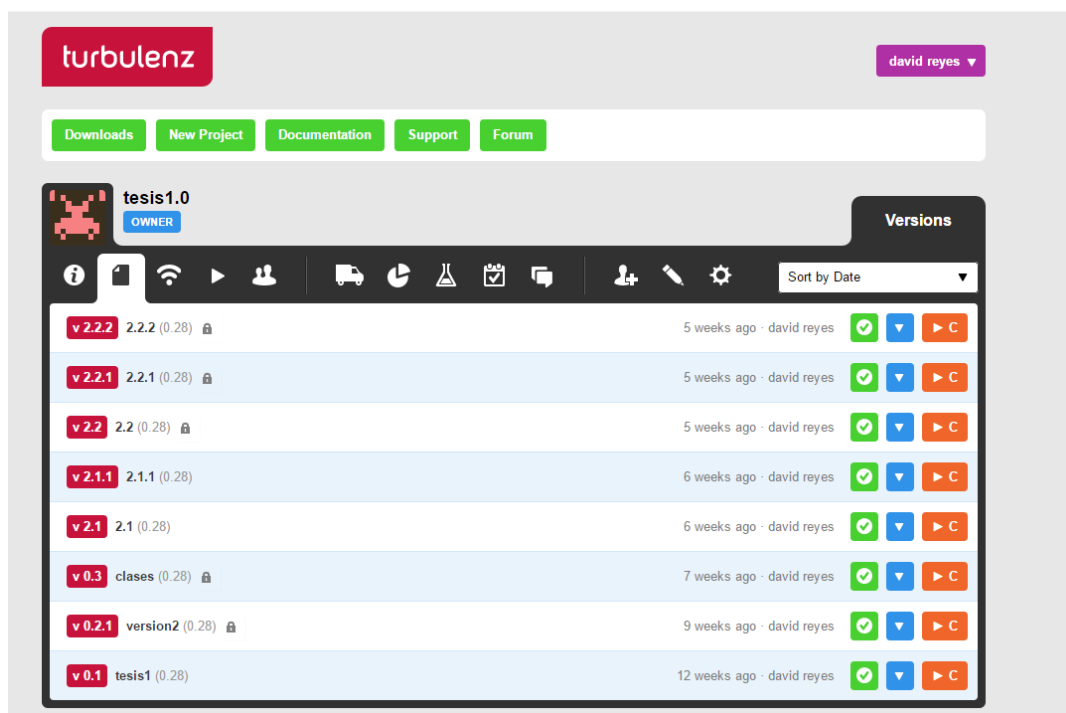 turbulenz
david reyes ▼
Downloads New Project Documentation Support Forum
tesis1.0
OWNER
Versions
Sort by Date
v 2.2.2 2.2.2 (0.28) 5 weeks ago · david reyes C
v 2.2.1 2.2.1 (0.28) 5 weeks ago · david reyes C
v 2.2 2.2 (0.28) 5 weeks ago · david reyes C
v 2.1.1 2.1.1 (0.28) 6 weeks ago · david reyes C
v 2.1 2.1 (0.28) 6 weeks ago · david reyes C
v 0.3 clases (0.28) 7 weeks ago · david reyes C
v 0.2.1 version2 (0.28) 9 weeks ago · david reyes C
v 0.1 tesis1 (0.28) 12 weeks ago · david reyes C